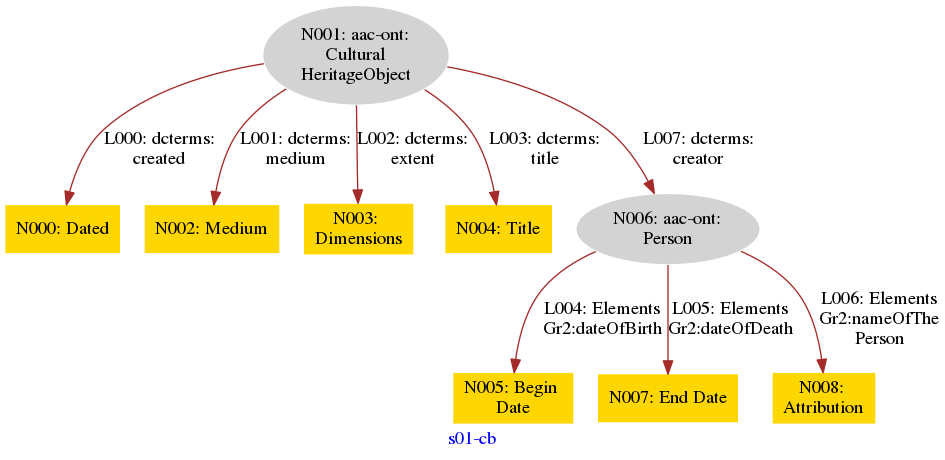 N001: aac-ont:
Cultural
HeritageObject
L000: dcterms:
created
L001: dcterms:
medium
L002: dcterms:
extent
L003: dcterms:
title
L007: dcterms:
creator
N000: Dated
N002: Medium
N003:
Dimensions
N004: Title
N006: aac-ont:
Person
L004: Elements
Gr2:dateOfBirth
L005: Elements
Gr2:dateOfDeath
L006: Elements
Gr2:nameOfThe
Person
N005: Begin
Date
N007: End Date
N008:
Attribution
s01-cb